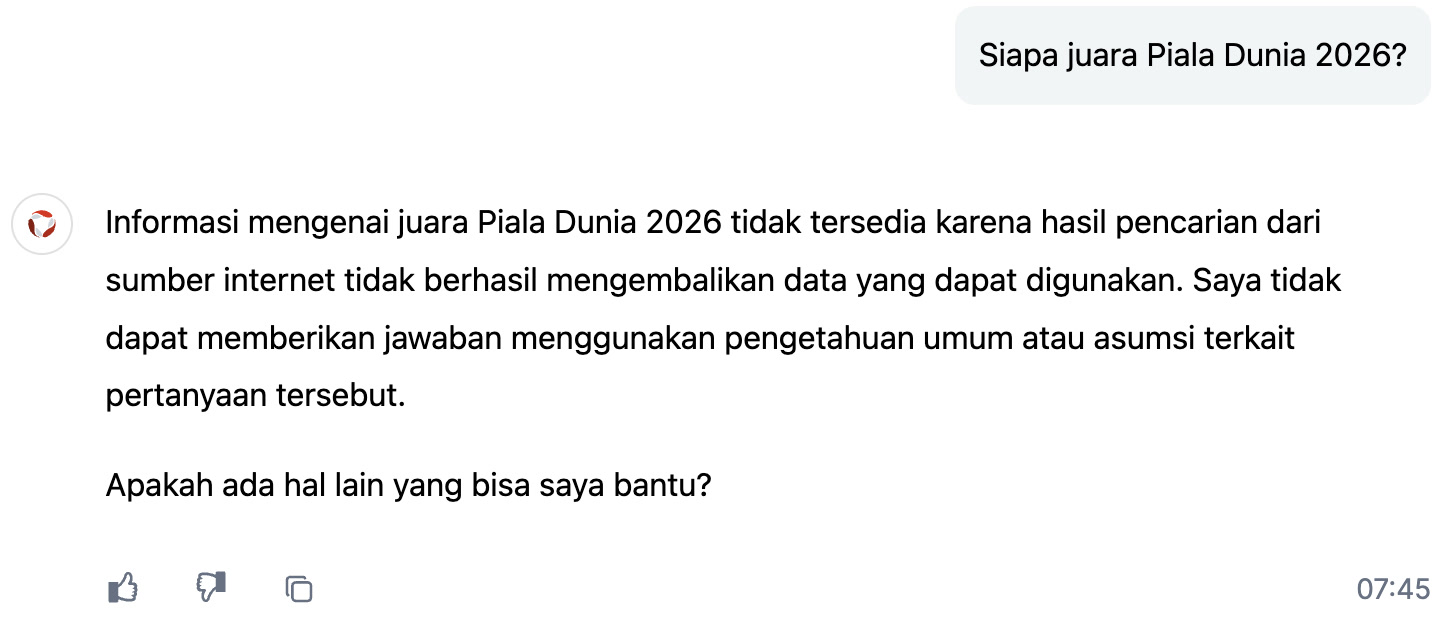 Siapa juara Piala Dunia 2026?
Informasi mengenai juara Piala Dunia 2026 tidak tersedia karena hasil pencarian dari
sumber internet tidak berhasil mengembalikan data yang dapat digunakan. Saya tidak
dapat memberikan jawaban menggunakan pengetahuan umum atau asumsi terkait
pertanyaan tersebut.
Apakah ada hal lain yang bisa saya bantu?
07:45